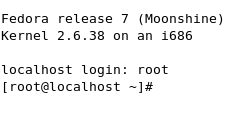 Fedora release 7 (Moonshine)
Kernel 2.6.38 on an i686
localhost login: root
[root@localhost ~]#